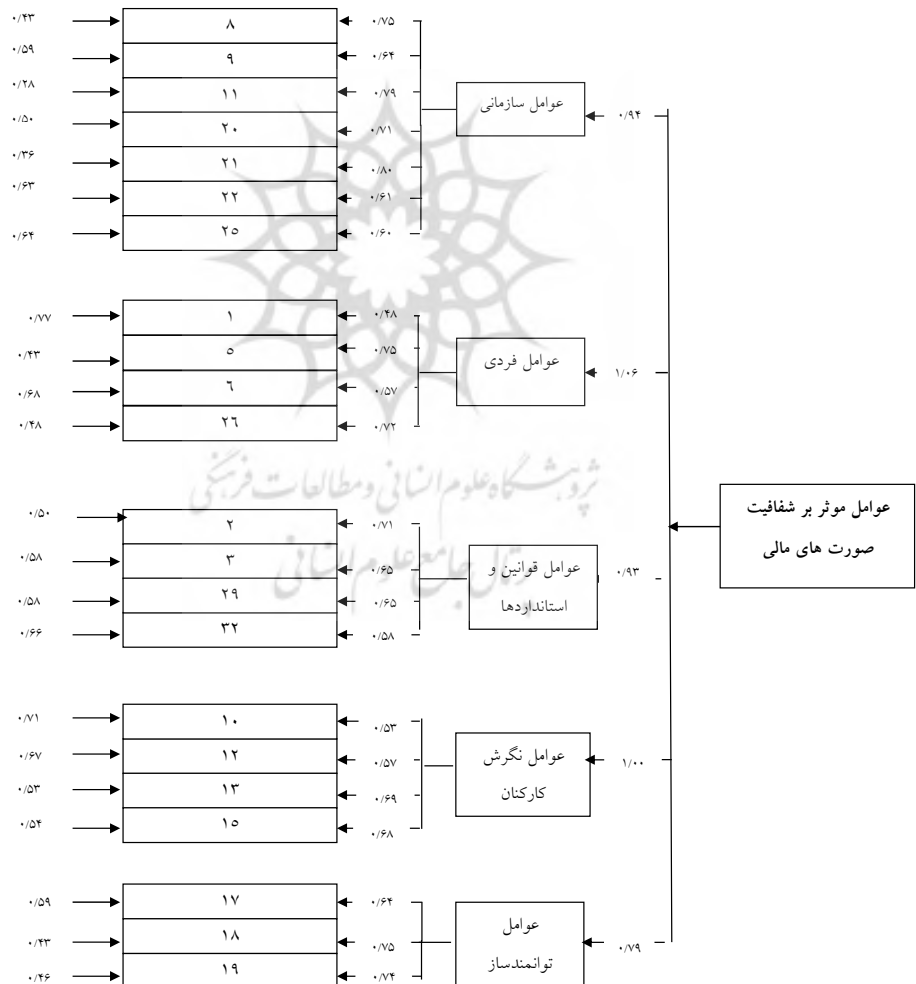 ۰/۴۳ ۸ ۰/۷۵
۰/۵۹ ۹ ۰/۶۴
۰/۲۸ ۱۱ ۰/۷۹
۰/۵۰ ۲۰ ۰/۷۱
۰/۳۶ ۲۱ ۰/۸۰
۰/۶۳ ۲۲ ۰/۶۱
۰/۶۴ ۲۵ ۰/۶۰
عوامل سازمانی
۰/۹۴
۰/۷۷ ۱ ۰/۴۸
۰/۴۳ ۵ ۰/۷۵
۰/۶۸ ۶ ۰/۵۷
۰/۴۸ ۲۶ ۰/۷۲
عوامل فردی
۱/۰۶
پژوهشگاه علوم انسانی و مطالعات فرهنگی
پرتال جامع علوم انسانی
۰/۵۰ ۲ ۰/۷۱
۰/۵۸ ۳ ۰/۶۵
۰/۵۸ ۲۹ ۰/۶۵
۰/۶۶ ۳۲ ۰/۵۸
عوامل قوانین و
استانداردها
۰/۹۳
عوامل موثر بر شفافیت
صورت های مالی
۰/۷۱ ۱۰ ۰/۵۳
۰/۶۷ ۱۲ ۰/۵۷
۰/۵۳ ۱۳ ۰/۶۹
۰/۵۴ ۱۵ ۰/۶۸
عوامل نگرش
کارکنان
۱/۰۰
۰/۵۹ ۱۷ ۰/۶۴
۰/۴۳ ۱۸ ۰/۷۵
۰/۴۶ ۱۹ ۰/۷۴
عوامل
توانمندساز
۰/۷۹